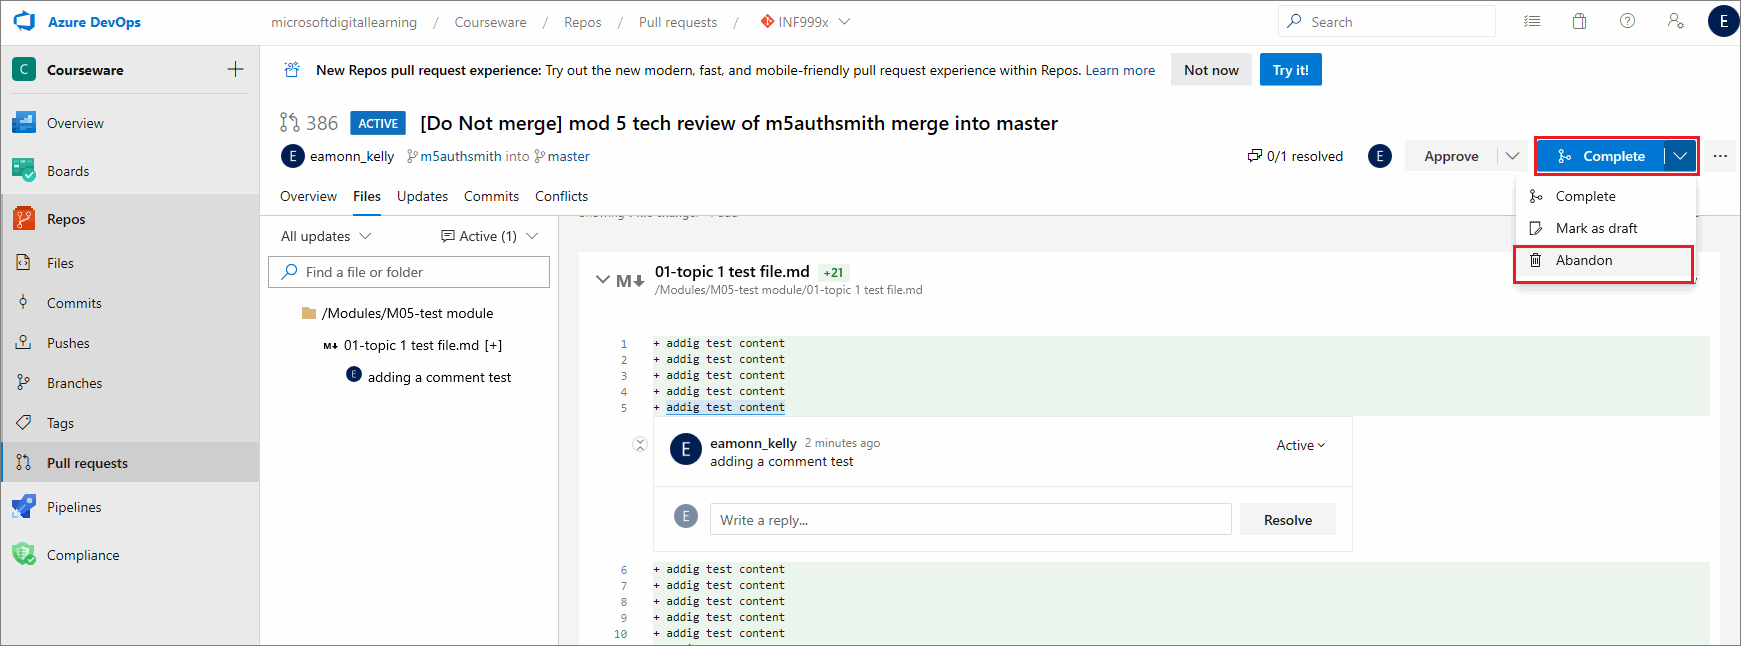 Azure DevOps
microsoftdigitallearning / Courseware / Repos / Pull requests / INF999x
Search
E
C Courseware
New Repos pull request experience: Try out the new modern, fast, and mobile-friendly pull request experience within Repos. Learn more
Not now
Try it!
Overview
Boards
Repos
Files
Commits
Pushes
Branches
Tags
Pull requests
Pipelines
Compliance
386 ACTIVE [Do Not merge] mod 5 tech review of m5authsmith merge into master
E eamonn_kelly m5authsmith into master
0/1 resolved
E
Approve
Complete
Complete
Mark as draft
Abandon
Overview Files Updates Commits Conflicts
All updates
Active (1)
Find a file or folder
/Modules/M05-test module
M↓ 01-topic 1 test file.md [+]
E adding a comment test
M↓ 01-topic 1 test file.md +21
/Modules/M05-test module/01-topic 1 test file.md
1 + addig test content
2 + addig test content
3 + addig test content
4 + addig test content
5 + addig test content
E eamonn_kelly 2 minutes ago
adding a comment test
Active
E Write a reply...
Resolve
6 + addig test content
7 + addig test content
8 + addig test content
9 + addig test content
10 + addig test content